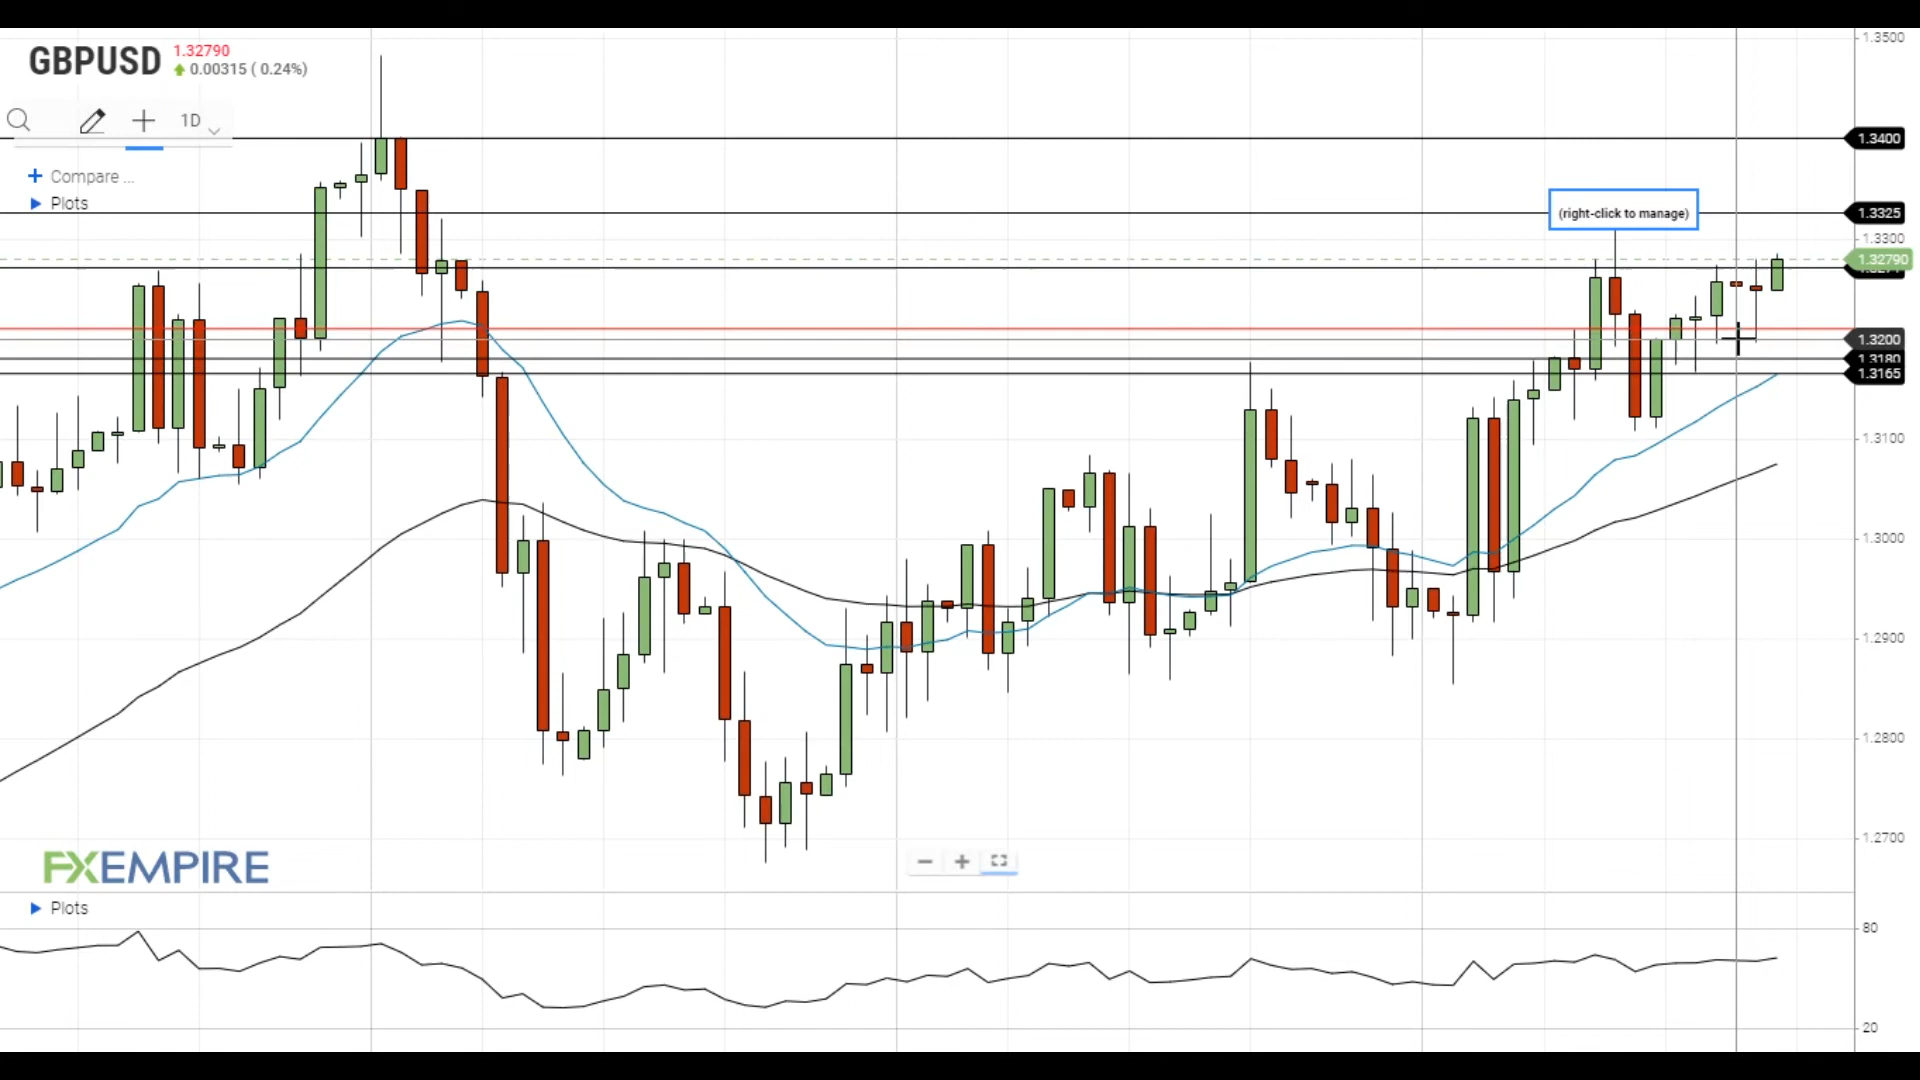 GBPUSD 1.32790
0.00315 ( 0.24%)
1D
Compare ...
Plots
(right-click to manage)
1.3500
1.3400
1.3325
1.3300
1.32790
1.3200
1.3180
1.3165
1.3100
1.3000
1.2900
1.2800
1.2700
FXEMPIRE
Plots
80
20